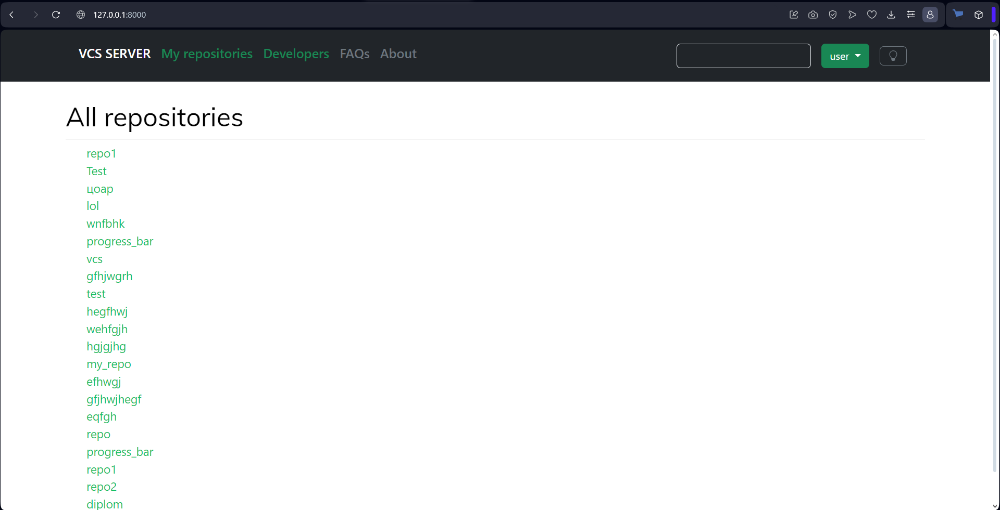 127.0.0.1:8000
VCS SERVER My repositories Developers FAQs About user
All repositories
repo1
Test
цоар
lol
wnfbhk
progress_bar
vcs
gfhjwgrh
test
hegfhwj
wehfgjh
hgjgjhg
my_repo
efhwgj
gfjhwjhegf
eqfgh
repo
progress_bar
repo1
repo2
diplom